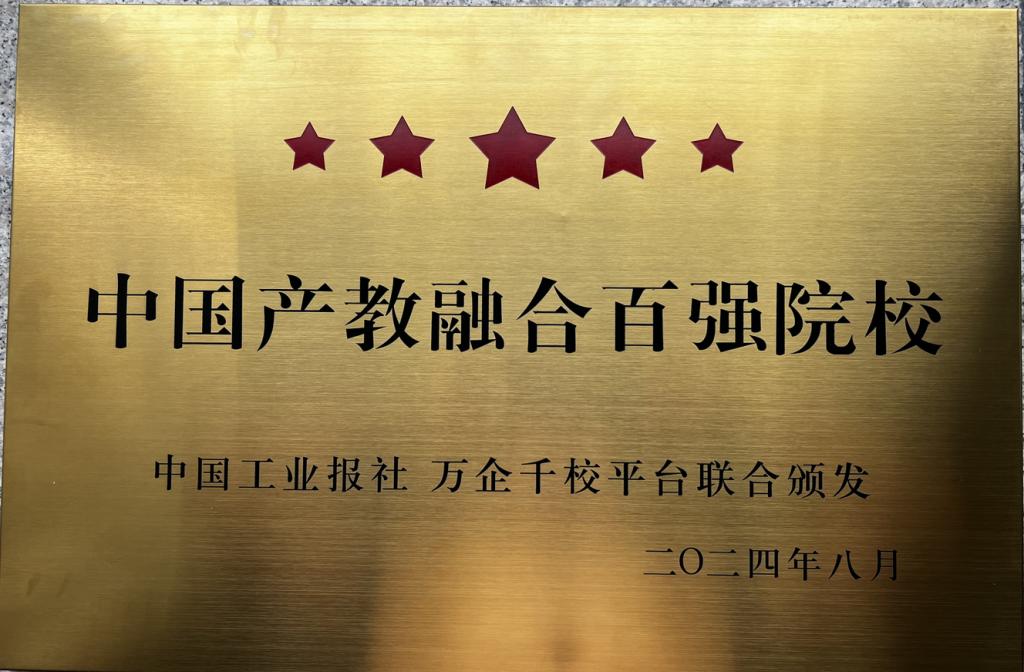 中国产教融合百强院校
中国工业报社 万企千校平台联合颁发
二〇二四年八月